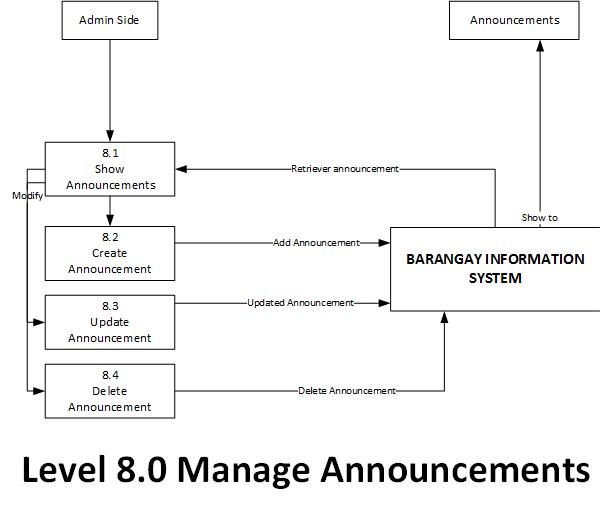 Admin Side
Announcements
8.1
Show
Announcements
Retriever announcement
Modify
Show to
8.2
Create
Announcement
Add Announcement
BARANGAY INFORMATION
SYSTEM
8.3
Update
Announcement
Updated Announcement
8.4
Delete
Announcement
Delete Announcement
Level 8.0 Manage Announcements